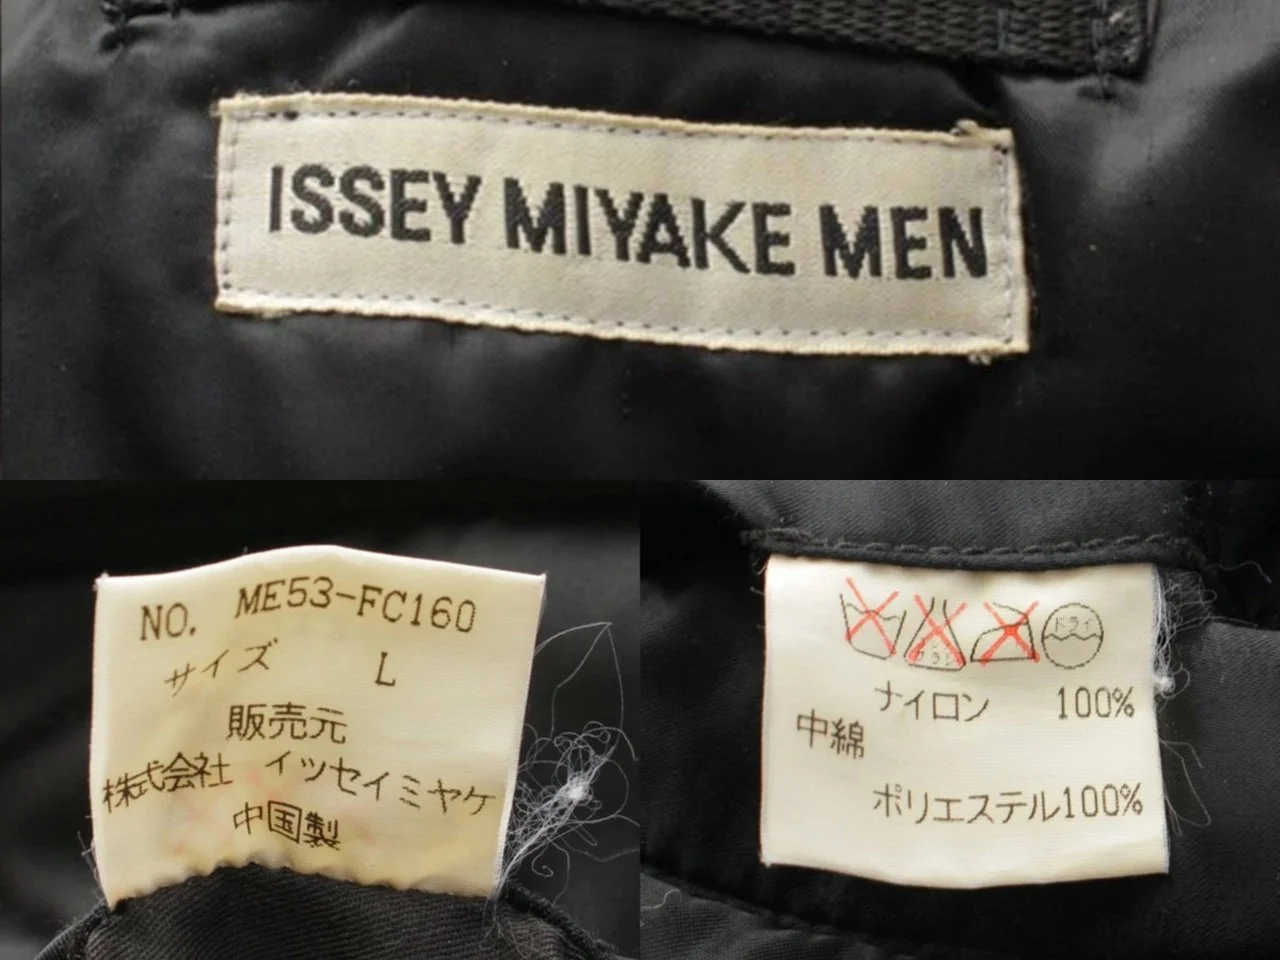 ISSEY MIYAKE MEN
NO. ME53-FC160
サイズ L
販売元
株式会社 イッセイミヤケ
中国製
ドライ
ナイロン 100%
中綿
ポリエステル100%